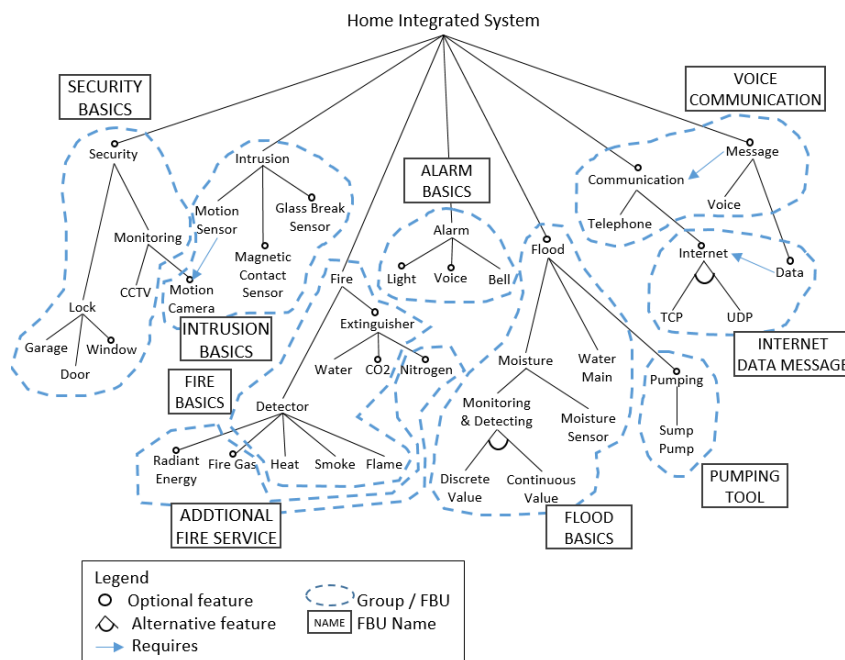 Home Integrated System
SECURITY
BASICS
VOICE
COMMUNICATION
Security
Intrusion
ALARM
BASICS
Message
Communication
Motion
Sensor
Glass Break
Sensor
Voice
Telephone
Monitoring
Magnetic
Contact
Sensor
Alarm
Flood
Internet
Data
Light
Voice
Bell
CCTV
Motion
Camera
Fire
TCP
UDP
Lock
INTRUSION
BASICS
Extinguisher
INTERNET
DATA MESSAGE
Garage
Window
Door
Water
CO2
Nitrogen
Moisture
Water
Main
Pumping
FIRE
BASICS
Detector
Monitoring
& Detecting
Moisture
Sensor
Sump
Pump
Radiant
Energy
Fire Gas
Heat
Smoke
Flame
Discrete
Value
Continuous
Value
PUMPING
TOOL
ADDTIONAL
FIRE SERVICE
FLOOD
BASICS
Legend
Optional feature
Group / FBU
Alternative feature
NAME FBU Name
Requires